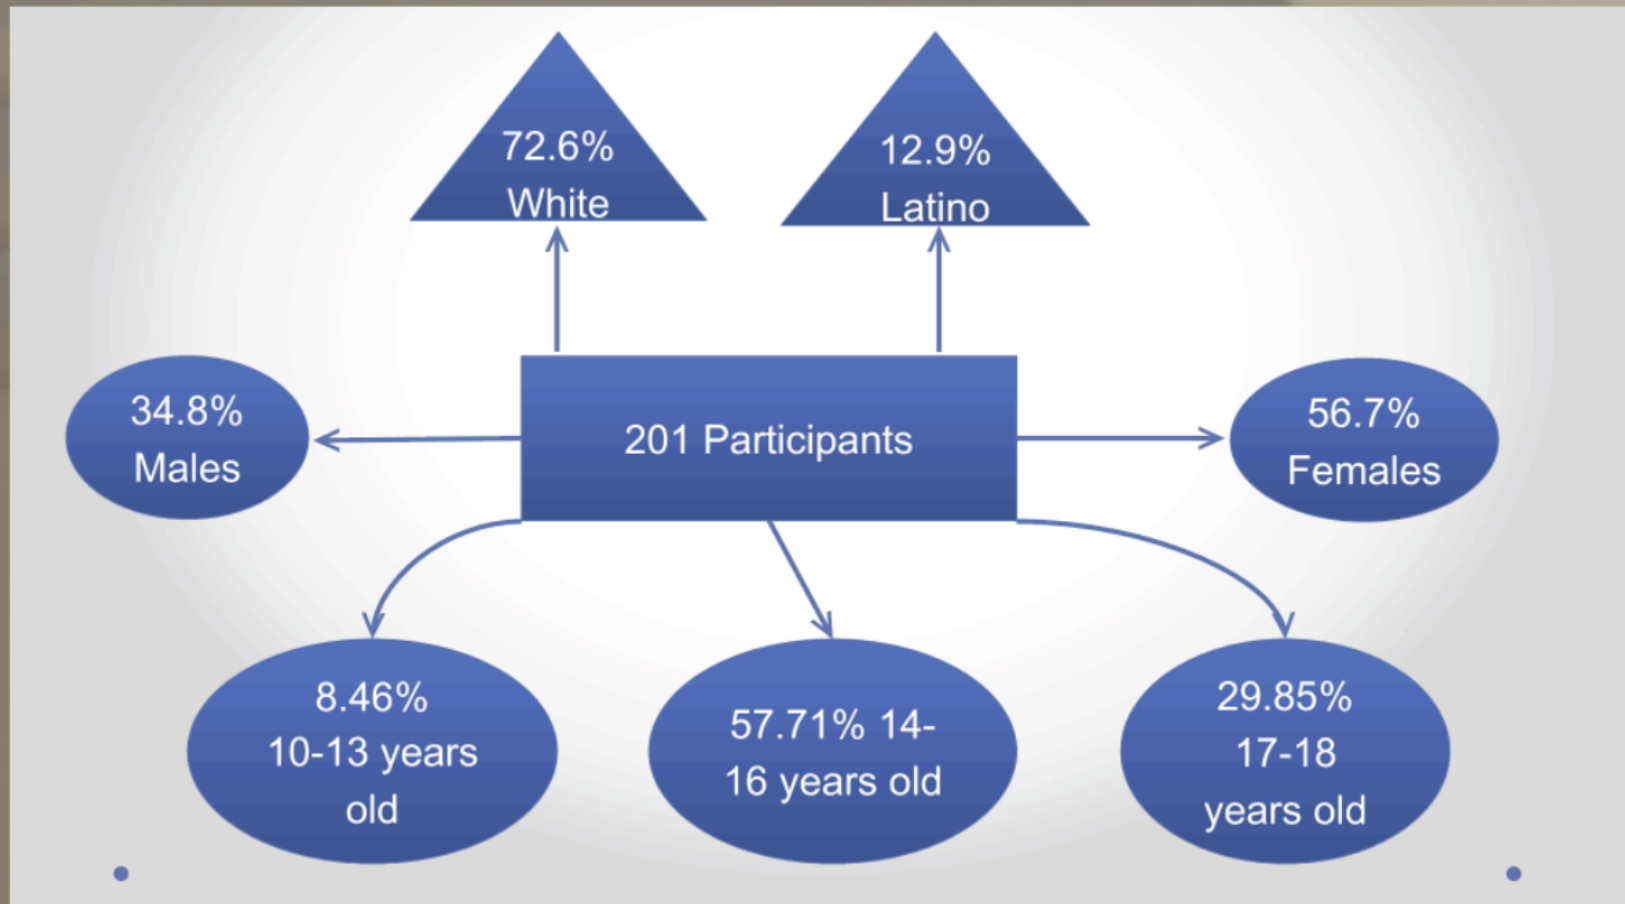 72.6%
White
12.9%
Latino
34.8%
Males
201 Participants
56.7%
Females
8.46%
10-13 years
old
57.71% 14-
16 years old
29.85%
17-18
years old